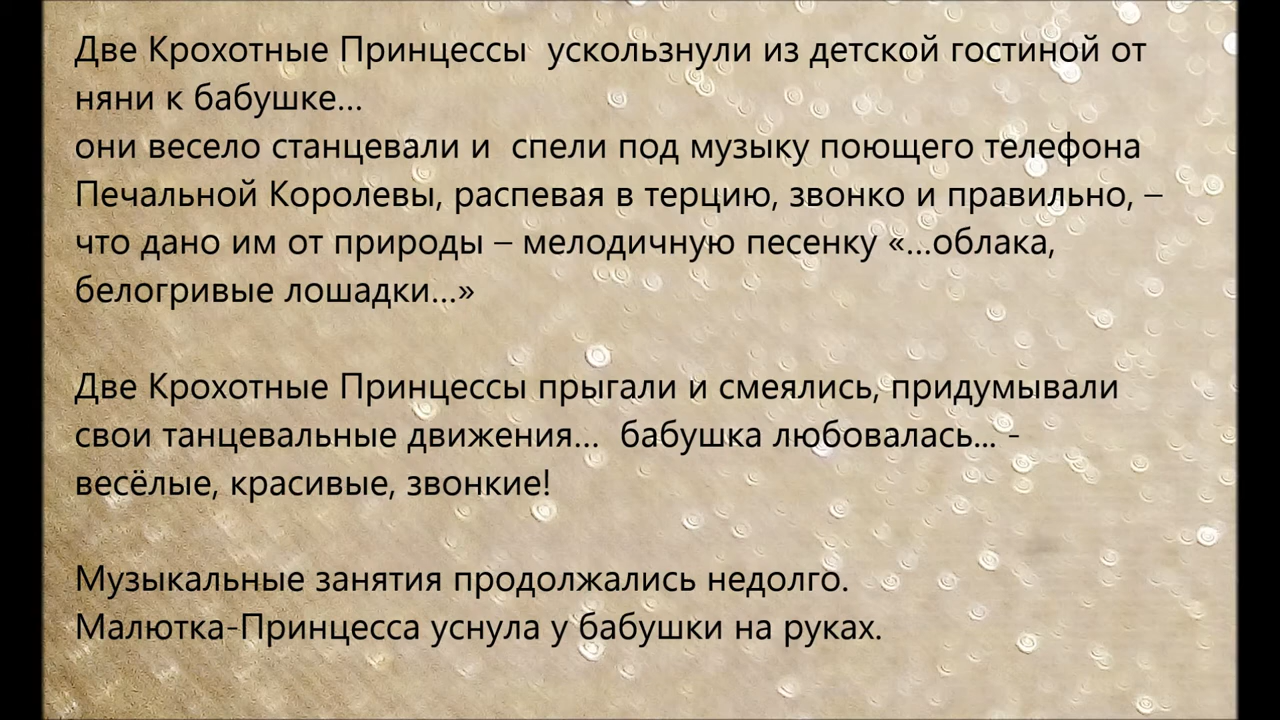 Две Крохотные Принцессы  ускользнули из детской гостиной от
няни к бабушке...
они весело станцевали и  спели под музыку поющего телефона
Печальной Королевы, распевая в терцию, звонко и правильно, –
что дано им от природы – мелодичную песенку «...облака,
белогривые лошадки...»
Две Крохотные Принцессы прыгали и смеялись, придумывали
свои танцевальные движения...  бабушка любовалась... -
весёлые, красивые, звонкие!
Музыкальные занятия продолжались недолго.
Малютка-Принцесса уснула у бабушки на руках.